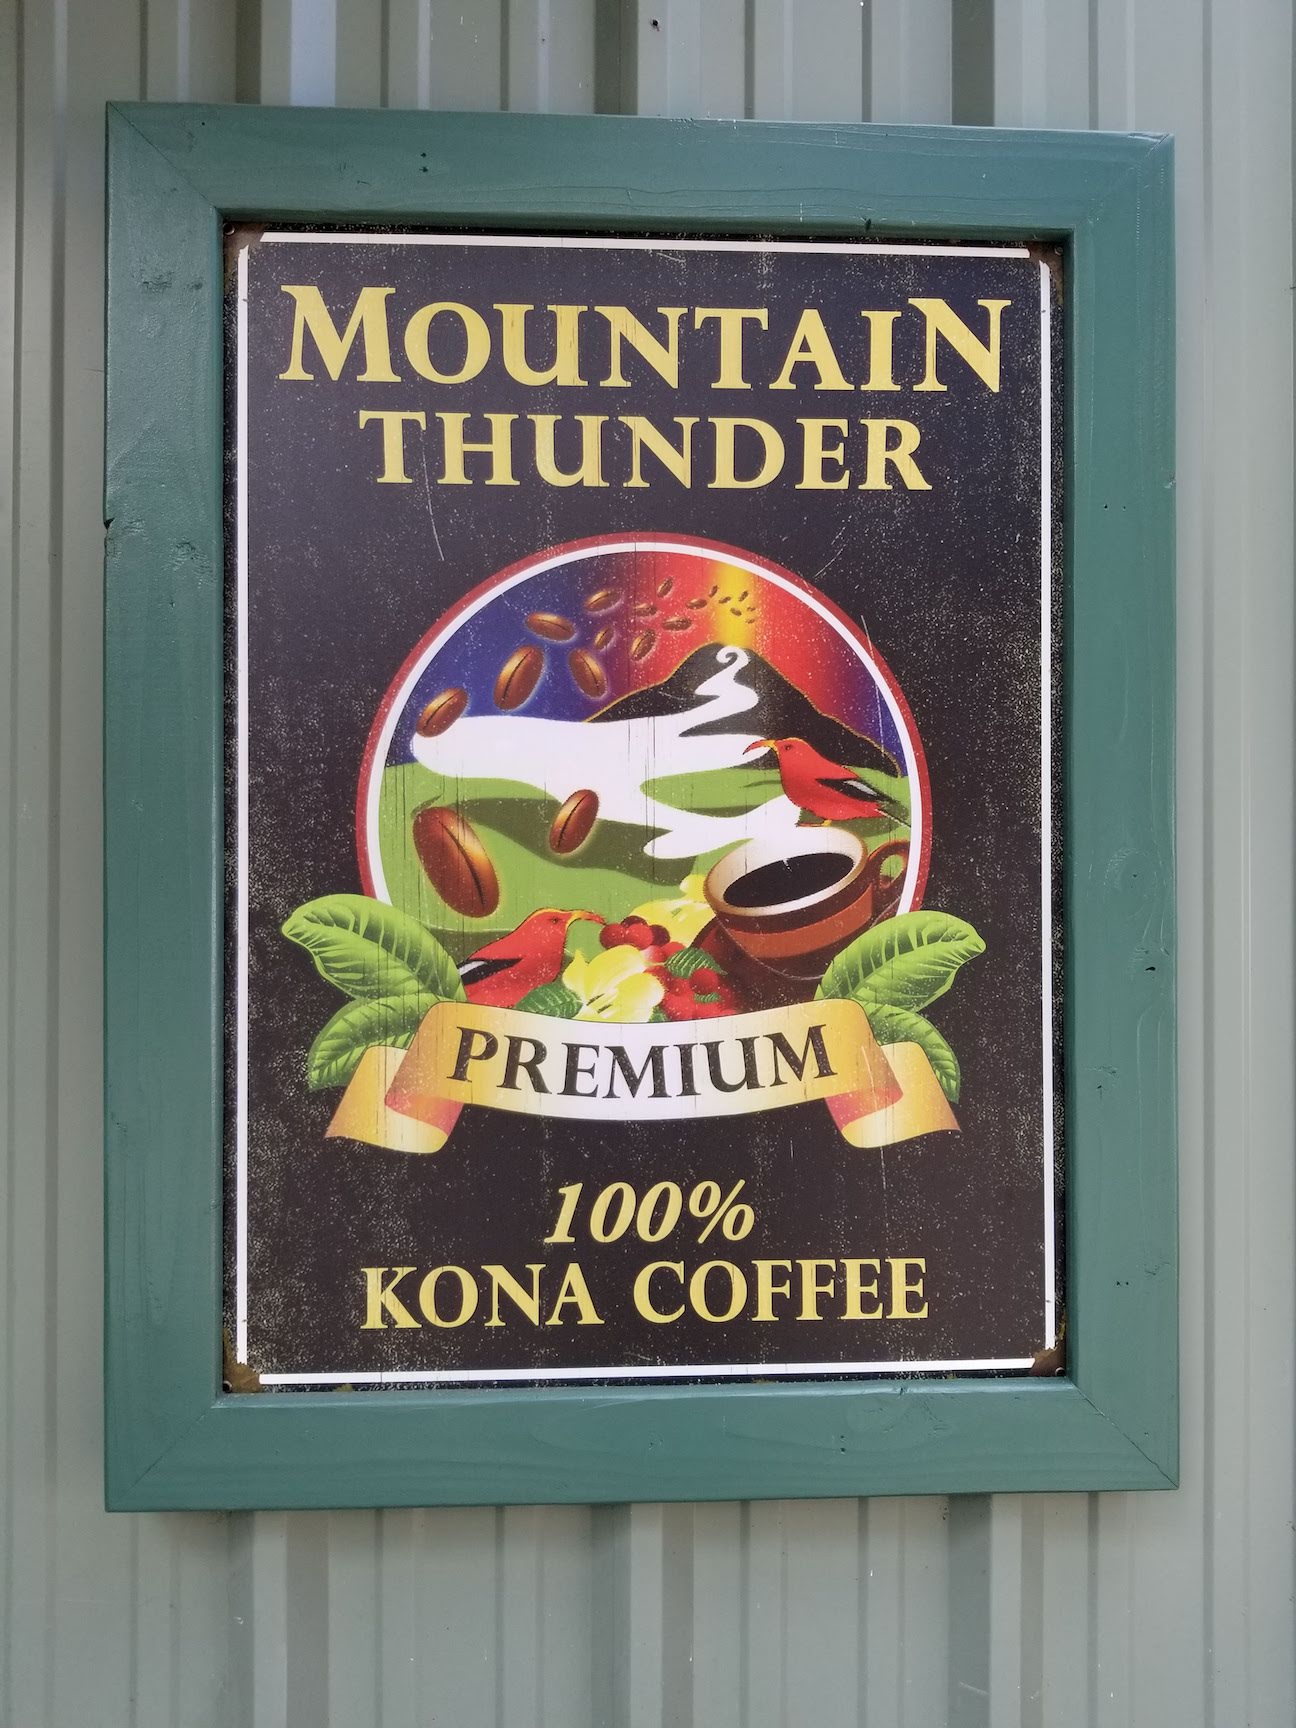 MOUNTAIN
THUNDER
PREMIUM
100%
KONA COFFEE